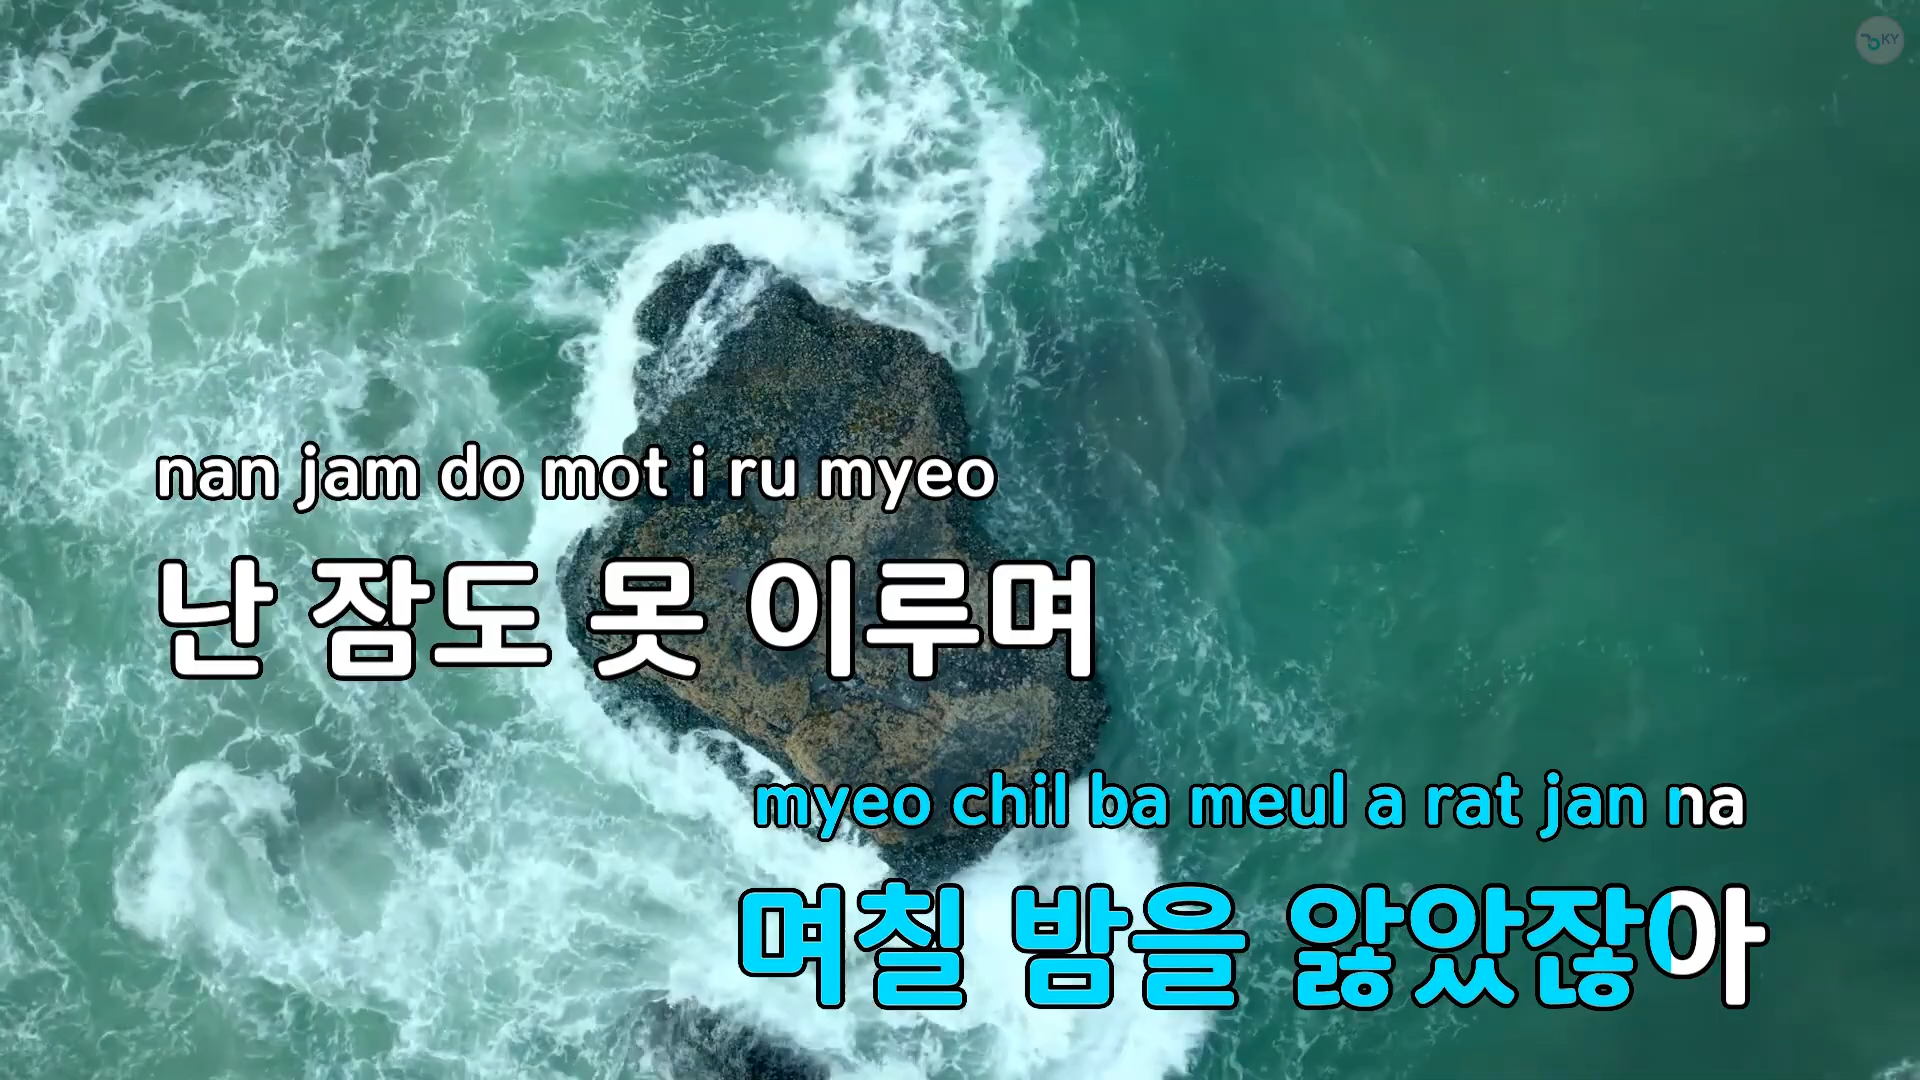 KY
nan jam do mot i ru myeo
난 잠도 못 이루며
myeo chil ba meul a rat jan na
며칠 밤을 앓았잖아